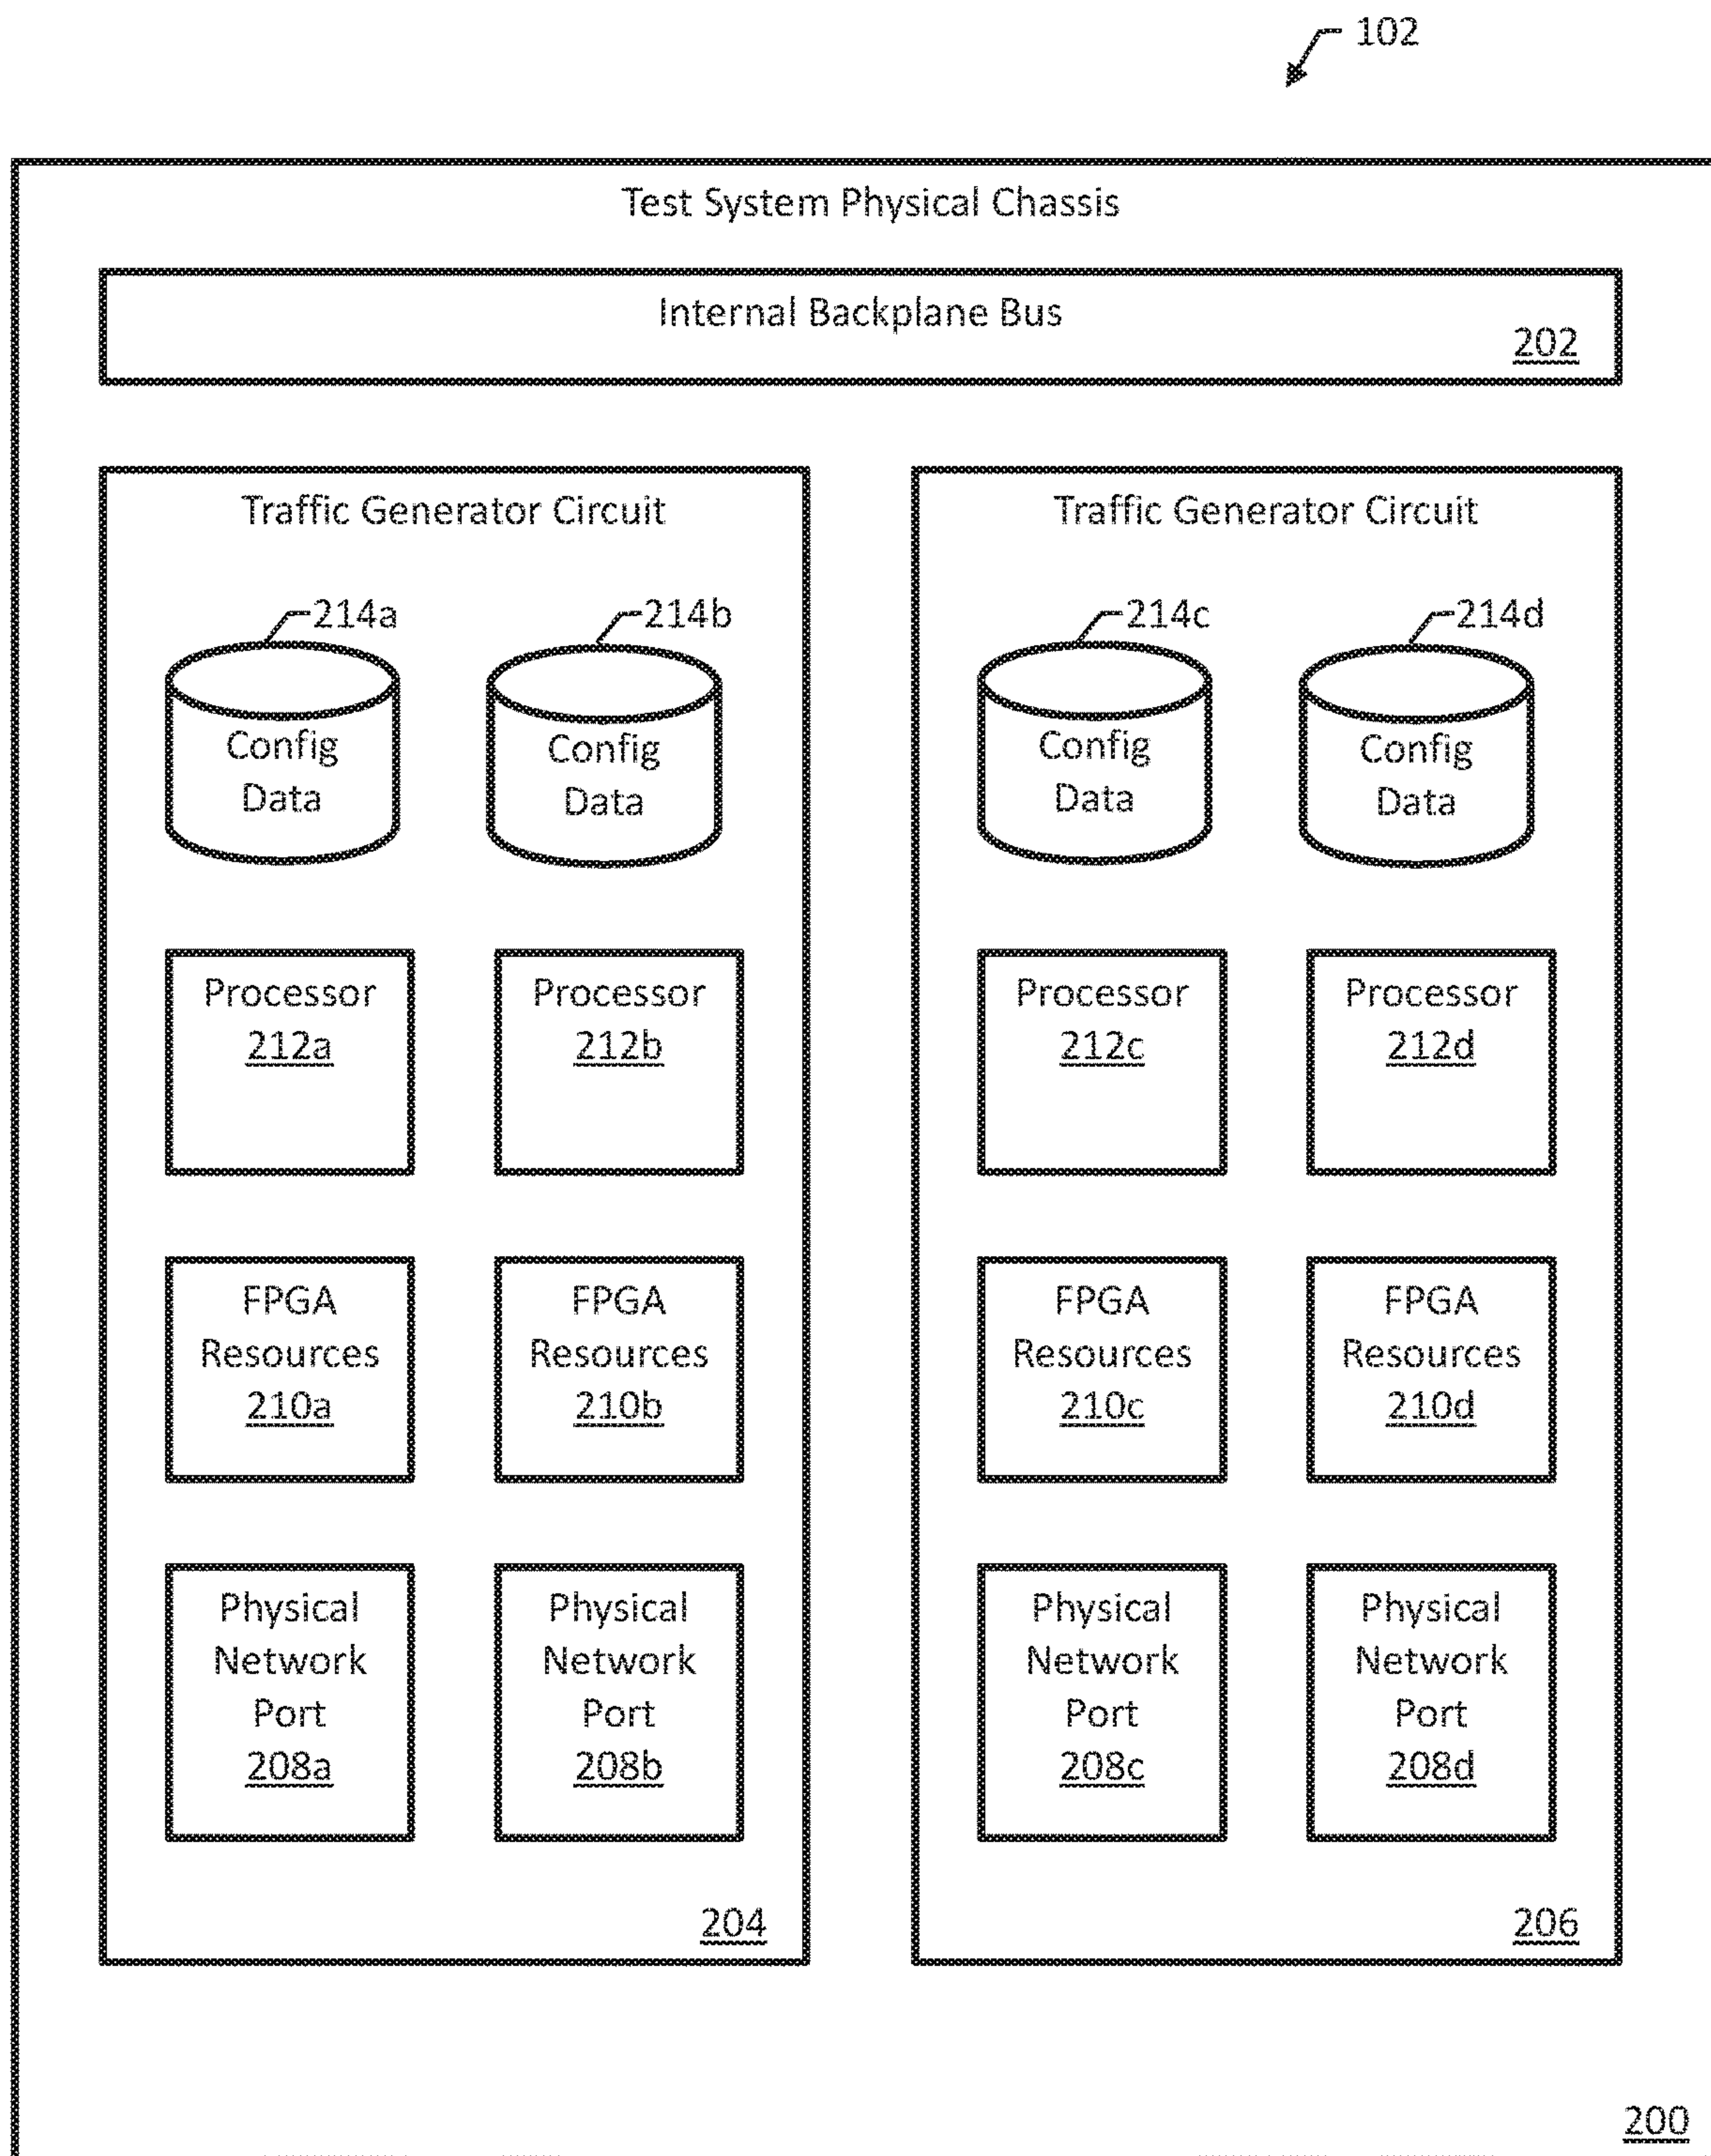 102
Test System Physical Chassis
Internal Backplane Bus
202
Traffic Generator Circuit
214a
214b
Config
Data
Config
Data
Processor
212a
Processor
212b
FPGA
Resources
210a
FPGA
Resources
210b
Physical
Network
Port
208a
Physical
Network
Port
208b
204
Traffic Generator Circuit
214c
214d
Config
Data
Config
Data
Processor
212c
Processor
212d
FPGA
Resources
210c
FPGA
Resources
210d
Physical
Network
Port
208c
Physical
Network
Port
208d
206
200